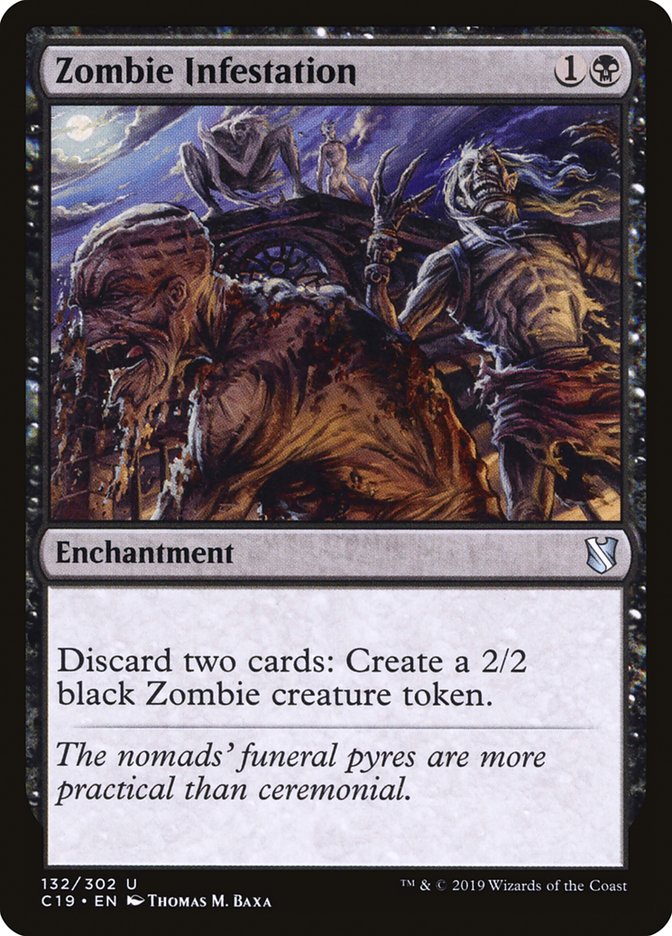 Zombie Infestation 1
Enchantment
Discard two cards: Create a 2/2
black Zombie creature token.
The nomads' funeral pyres are more
practical than ceremonial.
132/302 U
C19 • EN Thomas M. Baxa
™ & © 2019 Wizards of the Coast